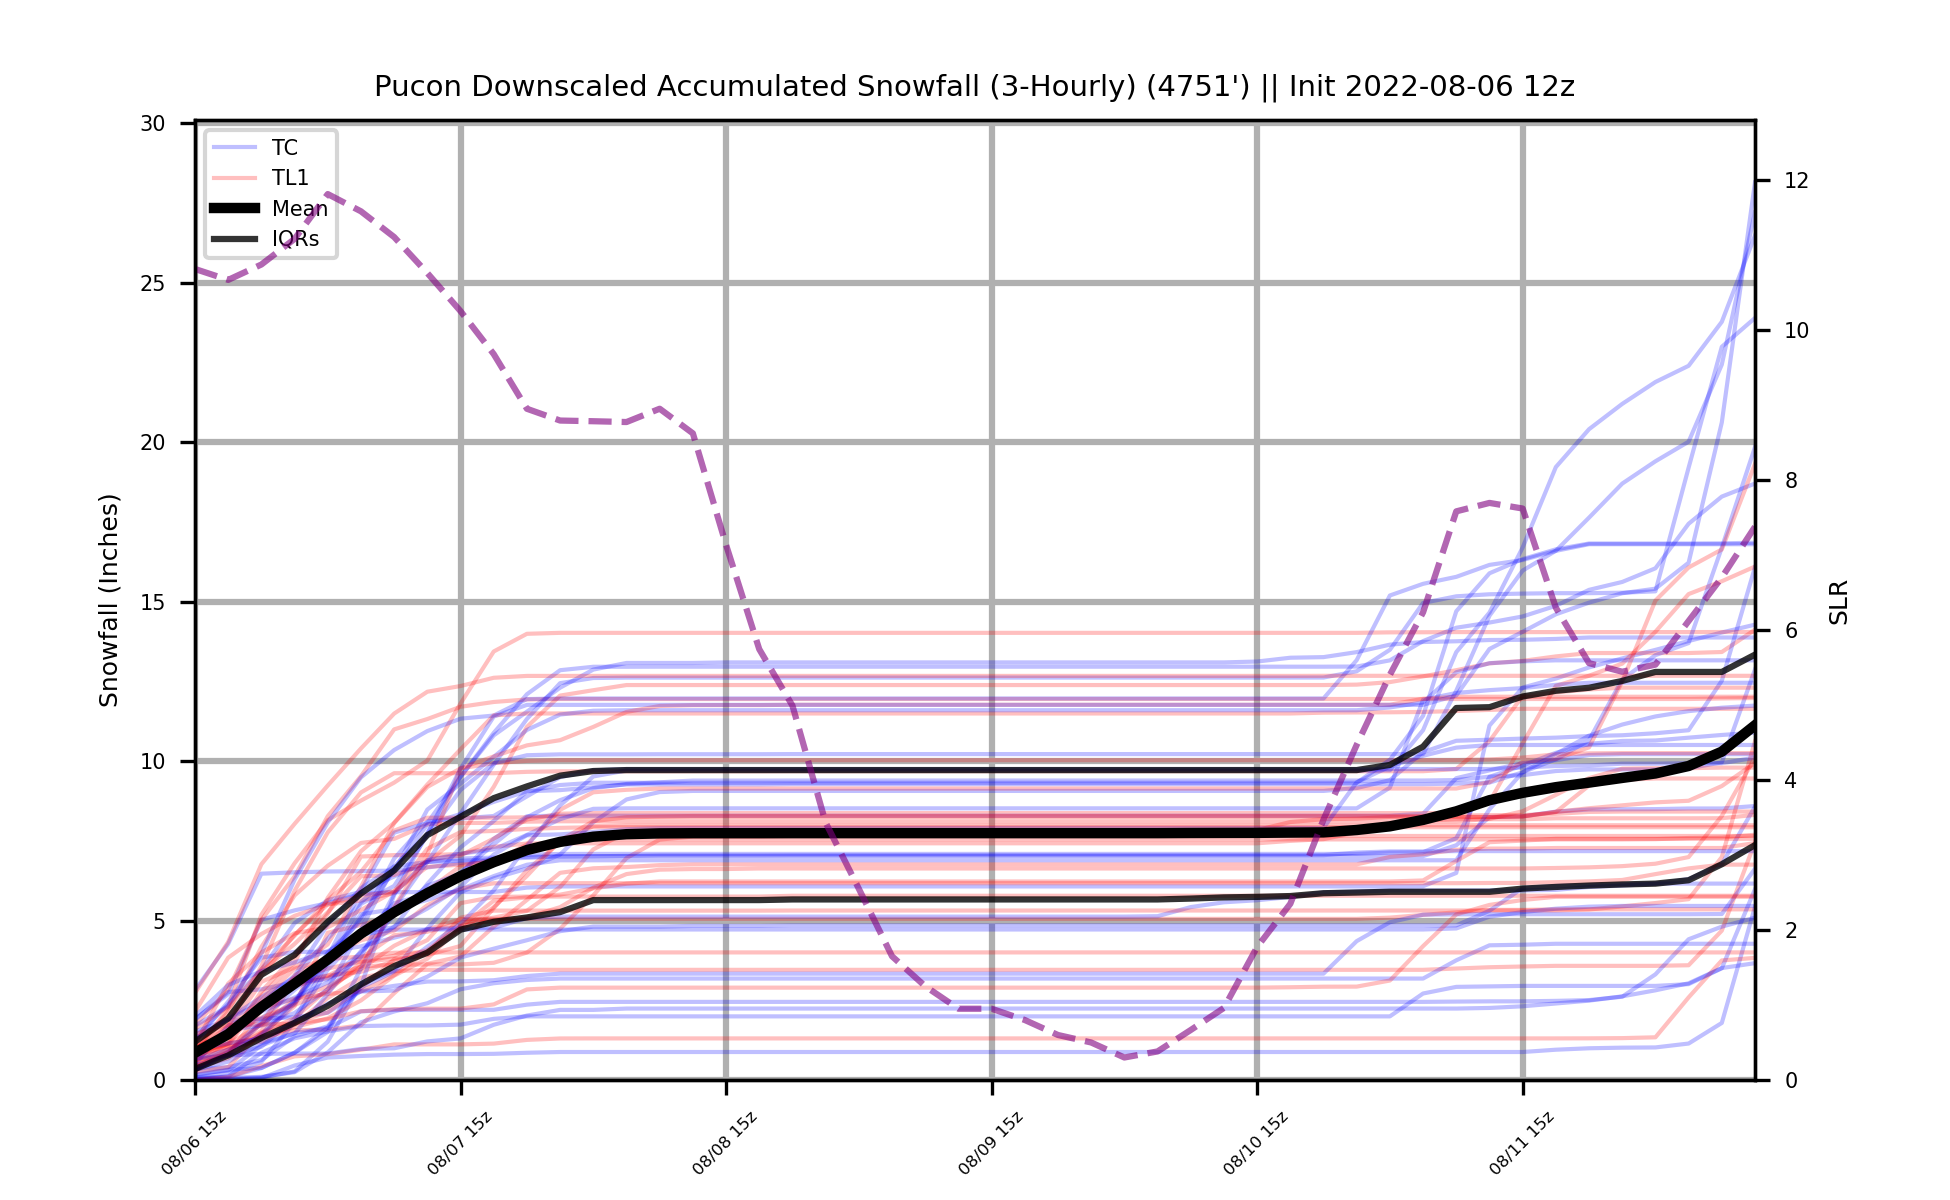 Pucon Downscaled Accumulated Snowfall (3-Hourly) (4751') || Init 2022-08-06 12z
30
25
20
15
10
5
0
Snowfall (Inches)
TC
TL1
Mean
IQRs
12
10
8
6
4
2
0
SLR
08/06 15z
08/07 15z
08/08 15z
08/09 15z
08/10 15z
08/11 15z